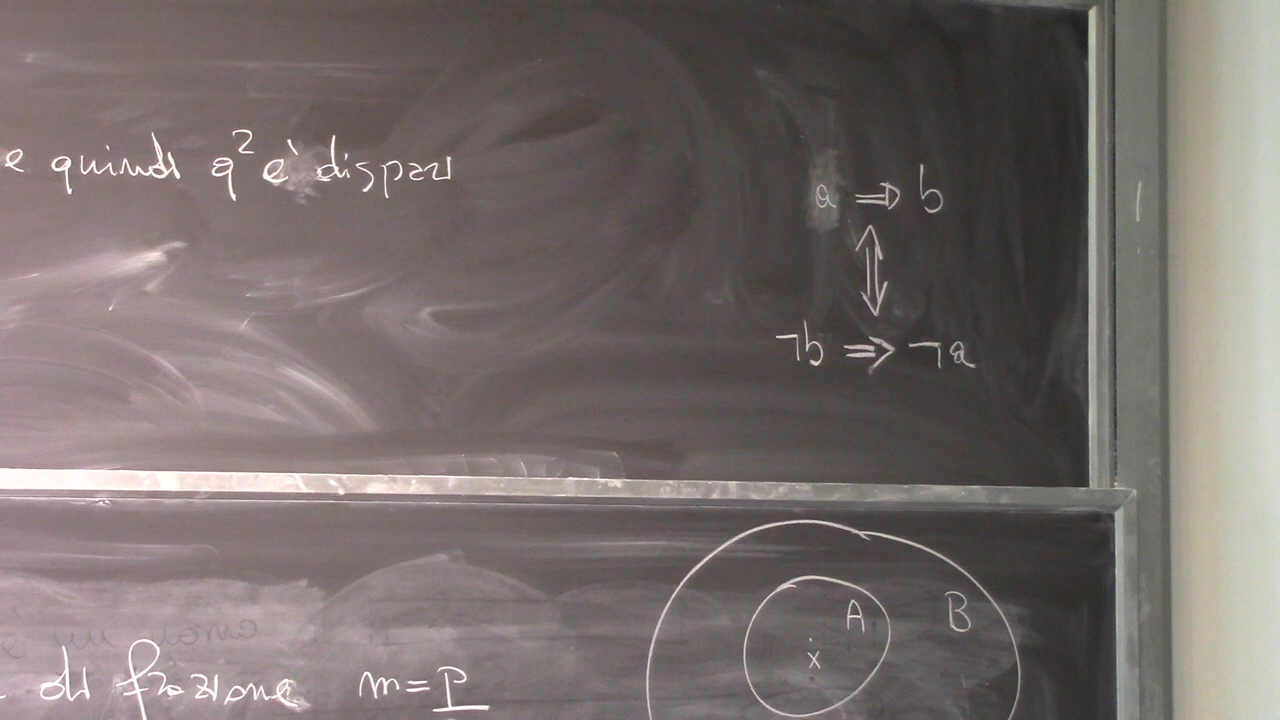 e quindi q² è dispari
a ⇒ b
⇕
¬b ⇒ ¬a
A B
x
di frazione m = P